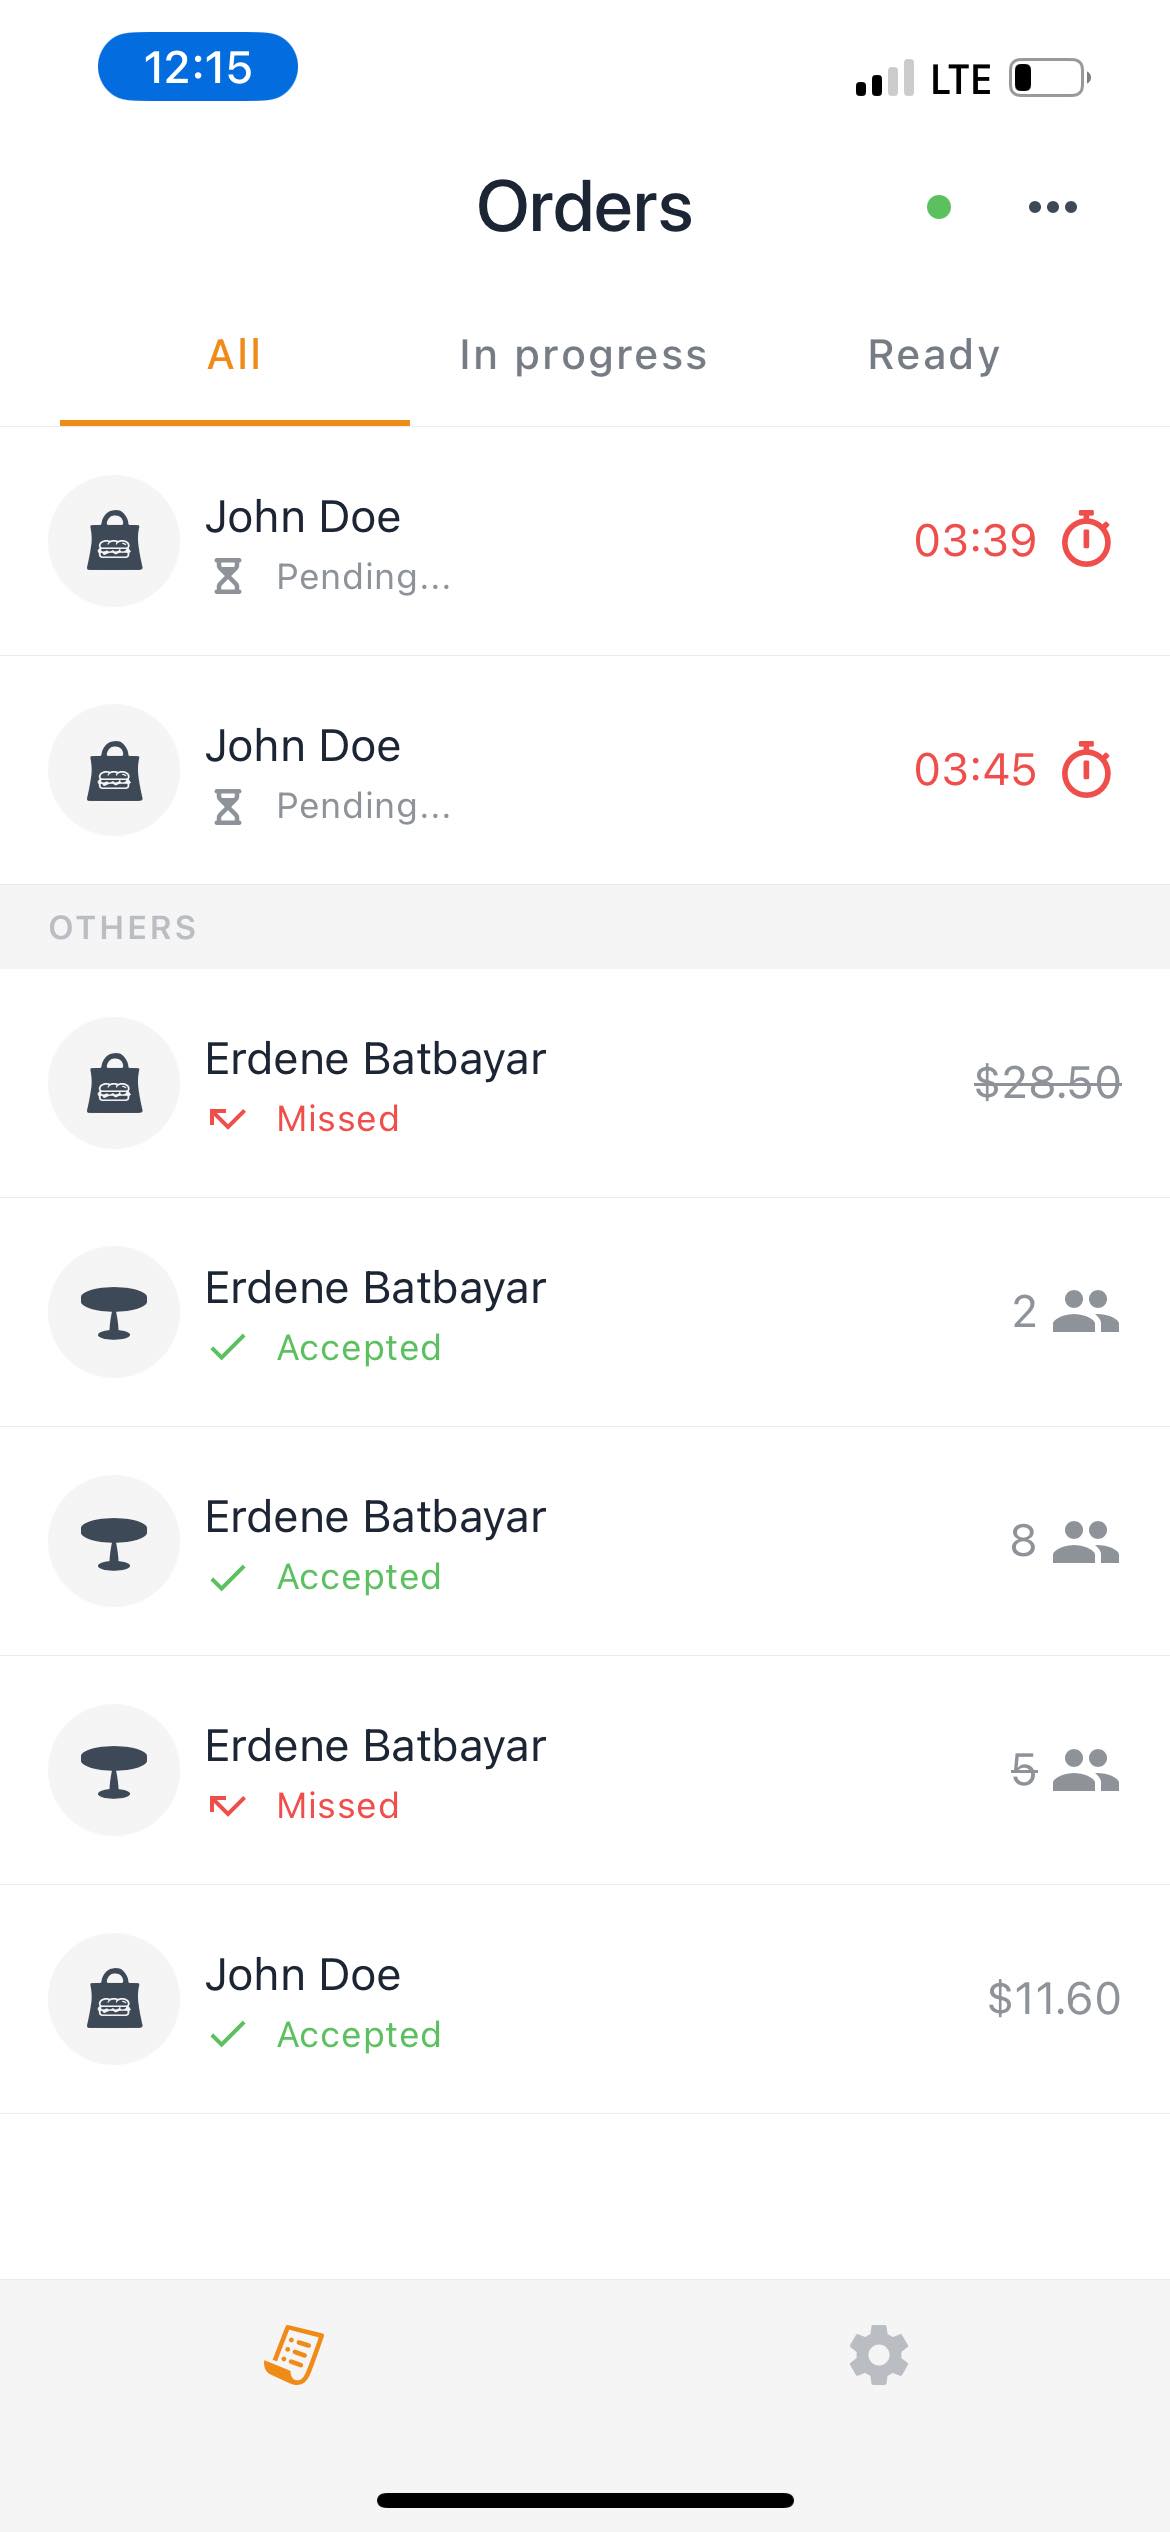 12:15
LTE
Orders
All
In progress
Ready
John Doe
Pending...
03:39
John Doe
Pending...
03:45
OTHERS
Erdene Batbayar
Missed
$28.50
Erdene Batbayar
Accepted
2
Erdene Batbayar
Accepted
8
Erdene Batbayar
Missed
5
John Doe
Accepted
$11.60